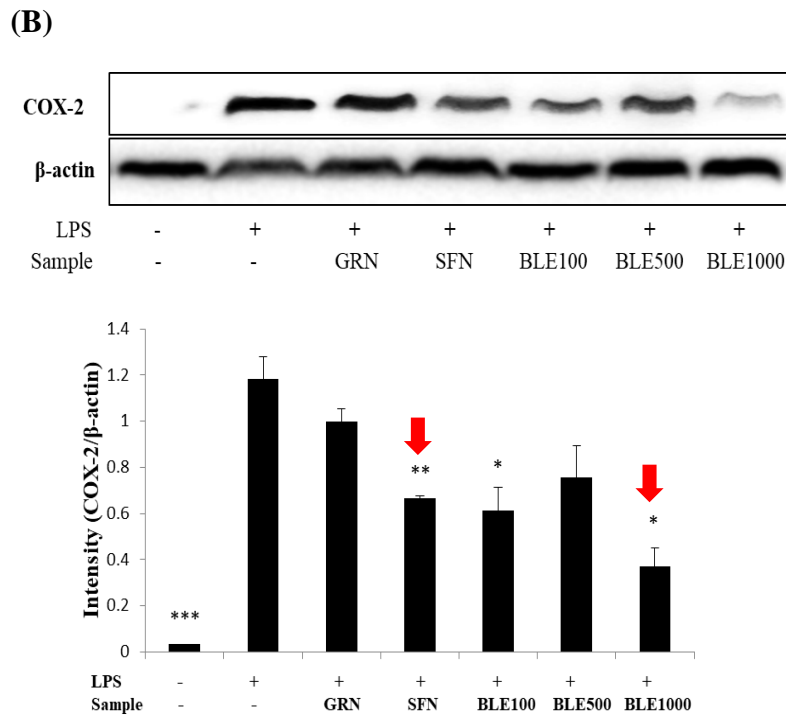 (B)
COX-2
β-actin
LPS - + + + + + +
Sample - - GRN SFN BLE100 BLE500 BLE1000
Intensity (COX-2/β-actin)
1.4
1.2
1
0.8
0.6
0.4
0.2
0
***
**
*
*
LPS - + + + + + +
Sample - - GRN SFN BLE100 BLE500 BLE1000